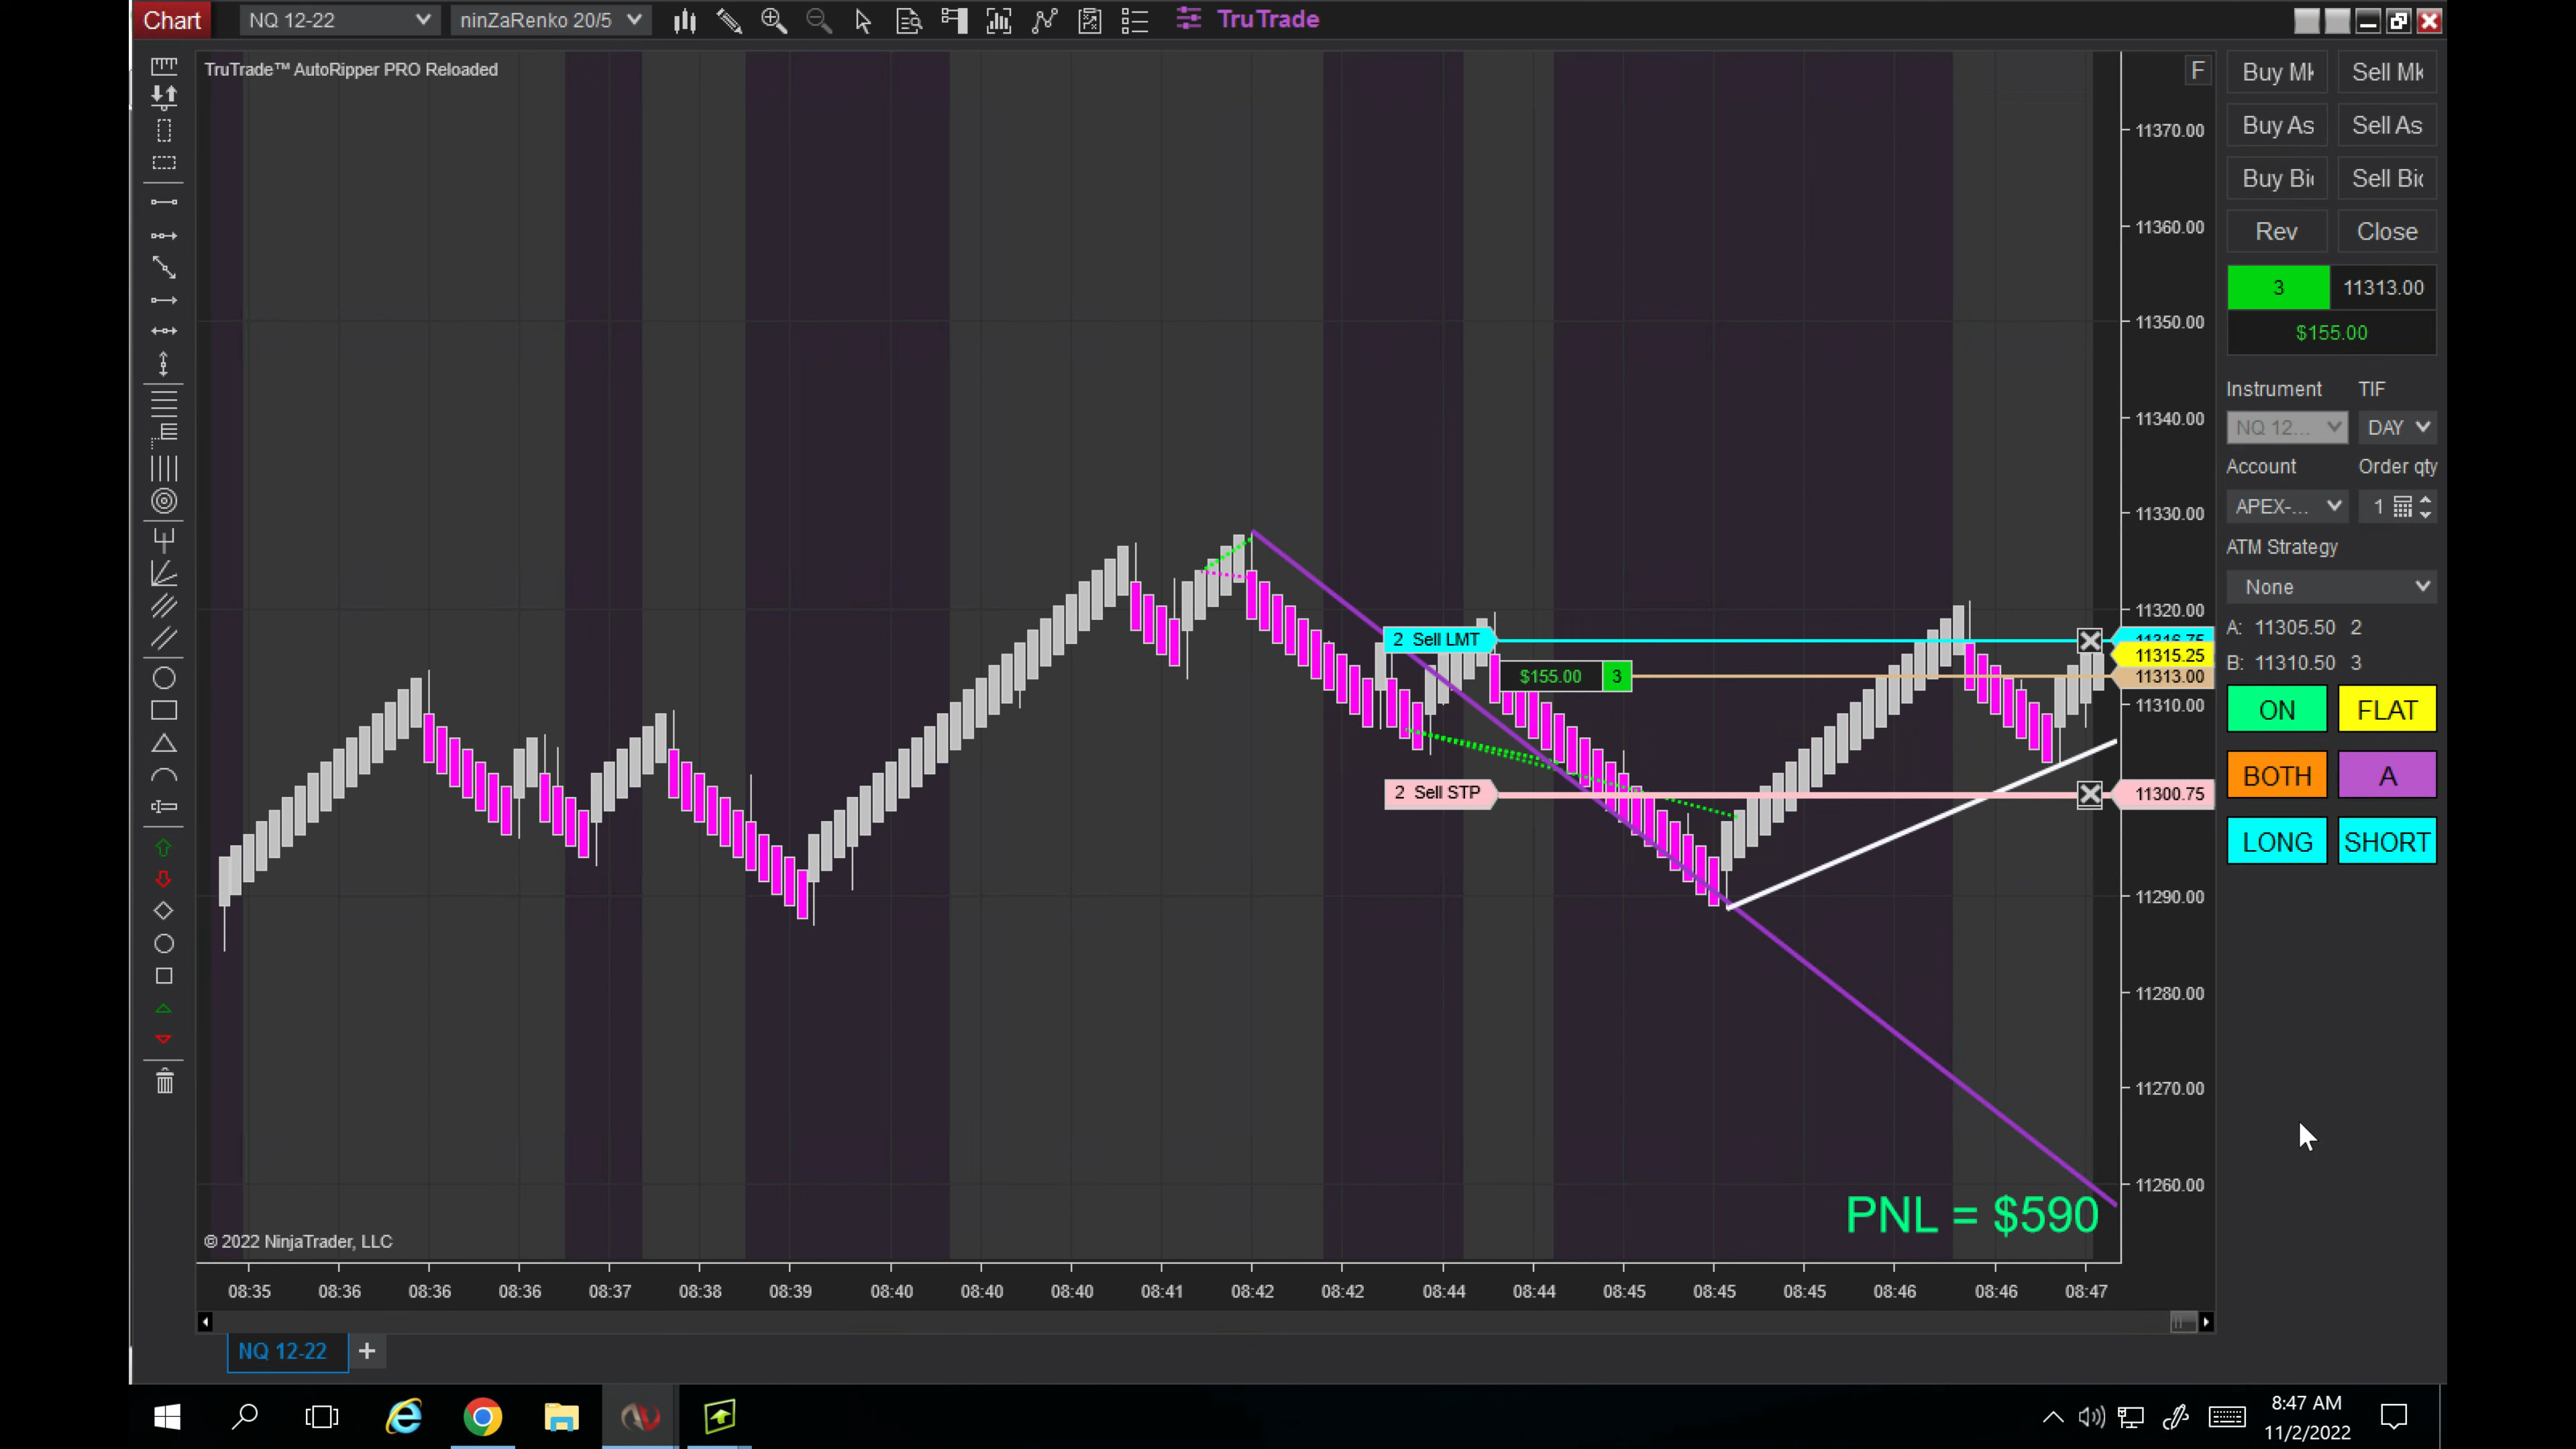 Chart NQ 12-22 ninZaRenko 20/5 TruTrade
TruTrade™ AutoRipper PRO Reloaded
F
11370.00
11360.00
11350.00
11340.00
11330.00
11320.00
11316.75
11315.25
11313.00
11310.00
11300.75
11290.00
11280.00
11270.00
11260.00
2 Sell LMT
$155.00 3
2 Sell STP
PNL = $590
© 2022 NinjaTrader, LLC
08:35 08:36 08:36 08:36 08:37 08:38 08:39 08:40 08:40 08:40 08:41 08:42 08:42 08:44 08:44 08:45 08:45 08:45 08:46 08:46 08:47
NQ 12-22 +
Buy Mk Sell Mk
Buy As Sell As
Buy Bi Sell Bi
Rev Close
3 11313.00
$155.00
Instrument TIF
NQ 12... DAY
Account Order qty
APEX-... 1
ATM Strategy
None
A: 11305.50 2
B: 11310.50 3
ON FLAT
BOTH A
LONG SHORT
8:47 AM
11/2/2022